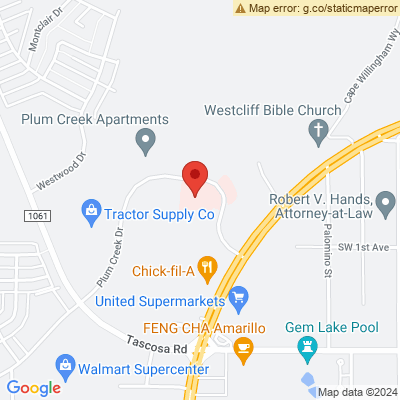 Map error: g.co/staticmaperror
Montclair Dr
Cape Willingham Wy
Westcliff Bible Church
Plum Creek Apartments
Westwood Dr
Robert V. Hands,
Attorney-at-Law
1061
Tractor Supply Co
Palomino St
SW 1st Ave
Plum Creek Dr
Chick-fil-A
United Supermarkets
FENG CHA Amarillo
Gem Lake Pool
Tascosa Rd
Walmart Supercenter
Google
Map data ©2024